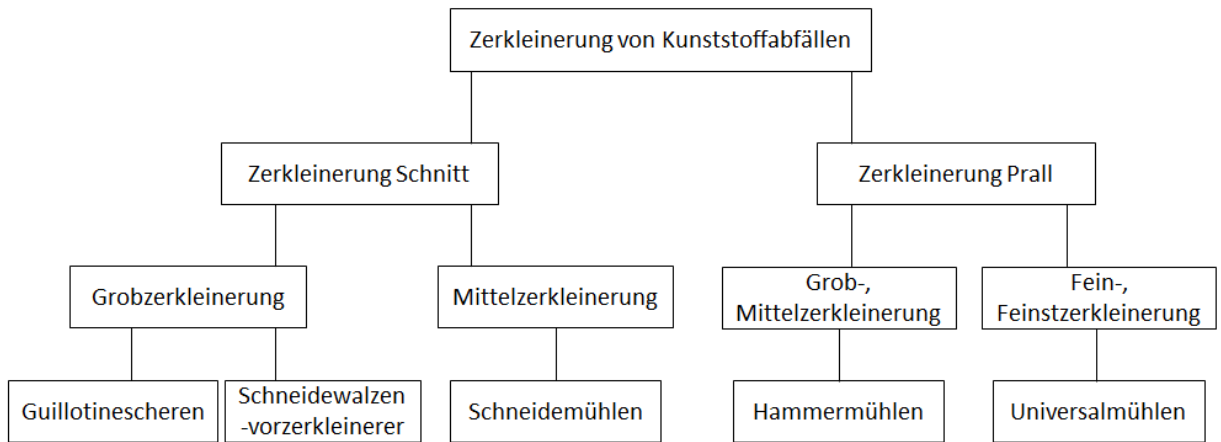 Zerkleinerung von Kunststoffabfällen
Zerkleinerung Schnitt
Zerkleinerung Prall
Grobzerkleinerung
Mittelzerkleinerung
Grob-,
Mittelzerkleinerung
Fein-,
Feinstzerkleinerung
Guillotinescheren
Schneidewalzen
-vorzerkleinerer
Schneidemühlen
Hammermühlen
Universalmühlen